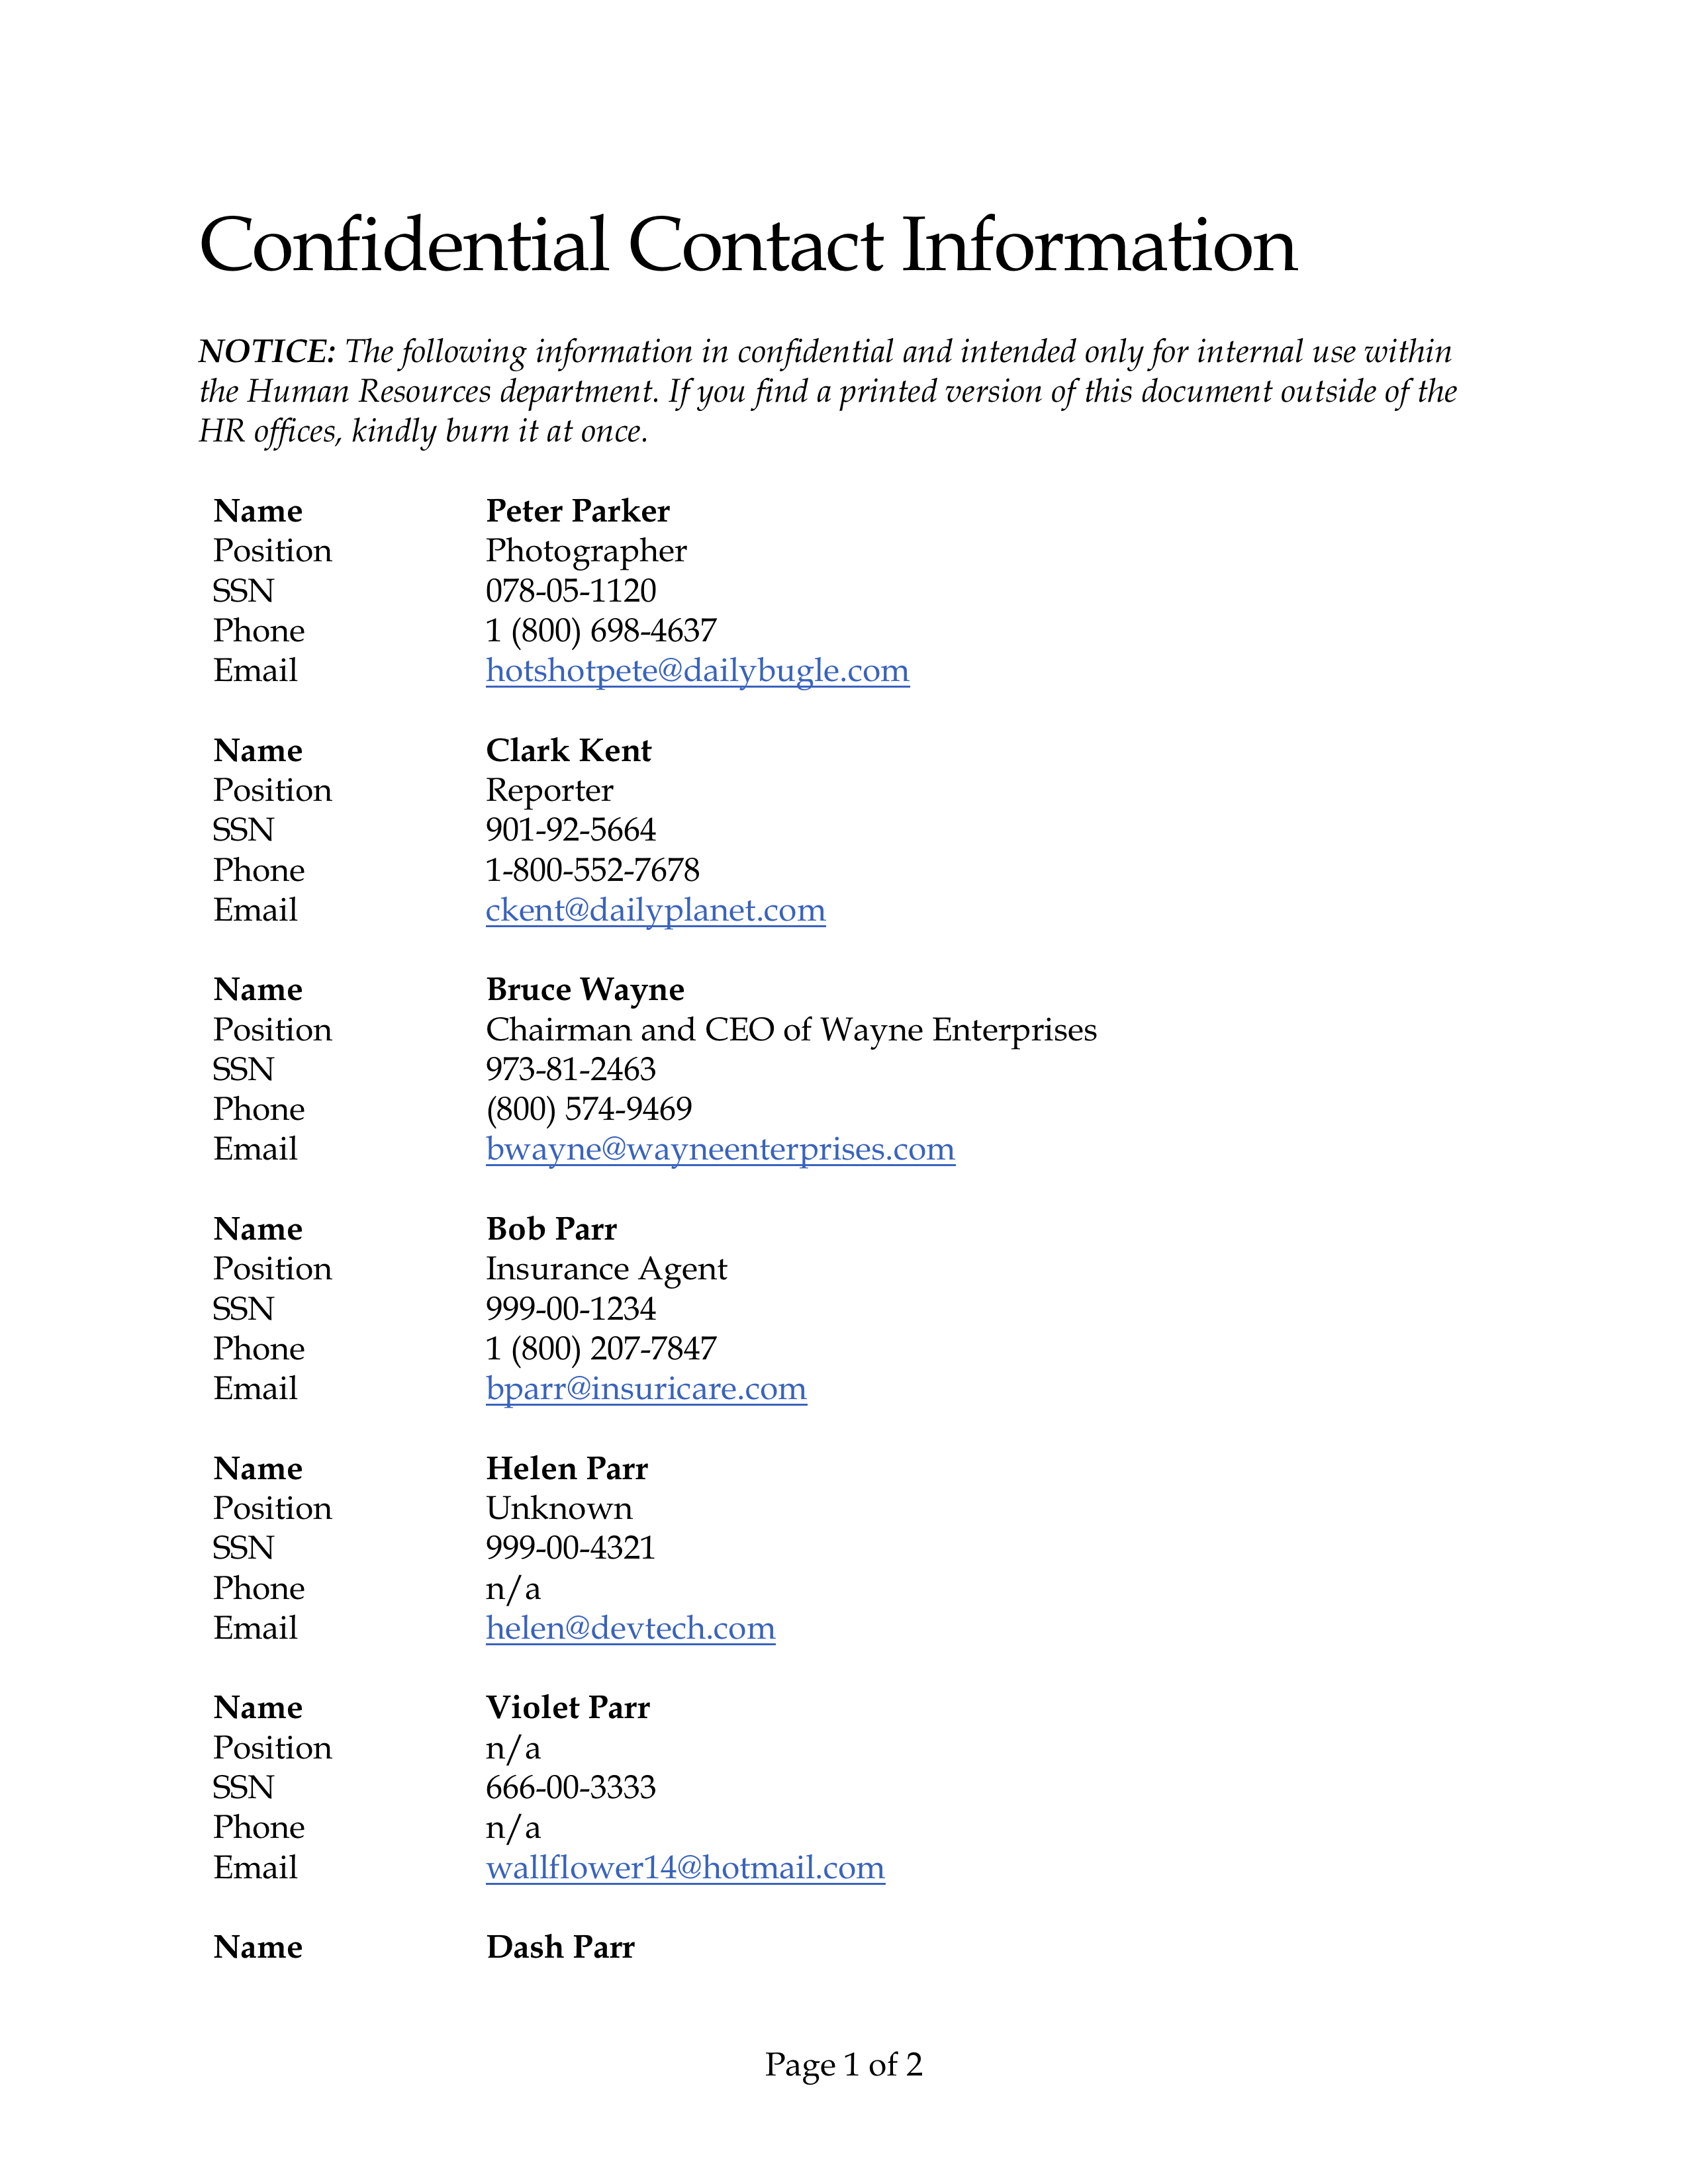 Confidential Contact Information
NOTICE: The following information in confidential and intended only for internal use within
the Human Resources department. If you find a printed version of this document outside of the
HR offices, kindly burn it at once.
Name Peter Parker
Position Photographer
SSN 078-05-1120
Phone 1 (800) 698-4637
Email hotshotpete@dailybugle.com
Name Clark Kent
Position Reporter
SSN 901-92-5664
Phone 1-800-552-7678
Email ckent@dailyplanet.com
Name Bruce Wayne
Position Chairman and CEO of Wayne Enterprises
SSN 973-81-2463
Phone (800) 574-9469
Email bwayne@wayneenterprises.com
Name Bob Parr
Position Insurance Agent
SSN 999-00-1234
Phone 1 (800) 207-7847
Email bparr@insuricare.com
Name Helen Parr
Position Unknown
SSN 999-00-4321
Phone n/a
Email helen@devtech.com
Name Violet Parr
Position n/a
SSN 666-00-3333
Phone n/a
Email wallflower14@hotmail.com
Name Dash Parr
Page 1 of 2